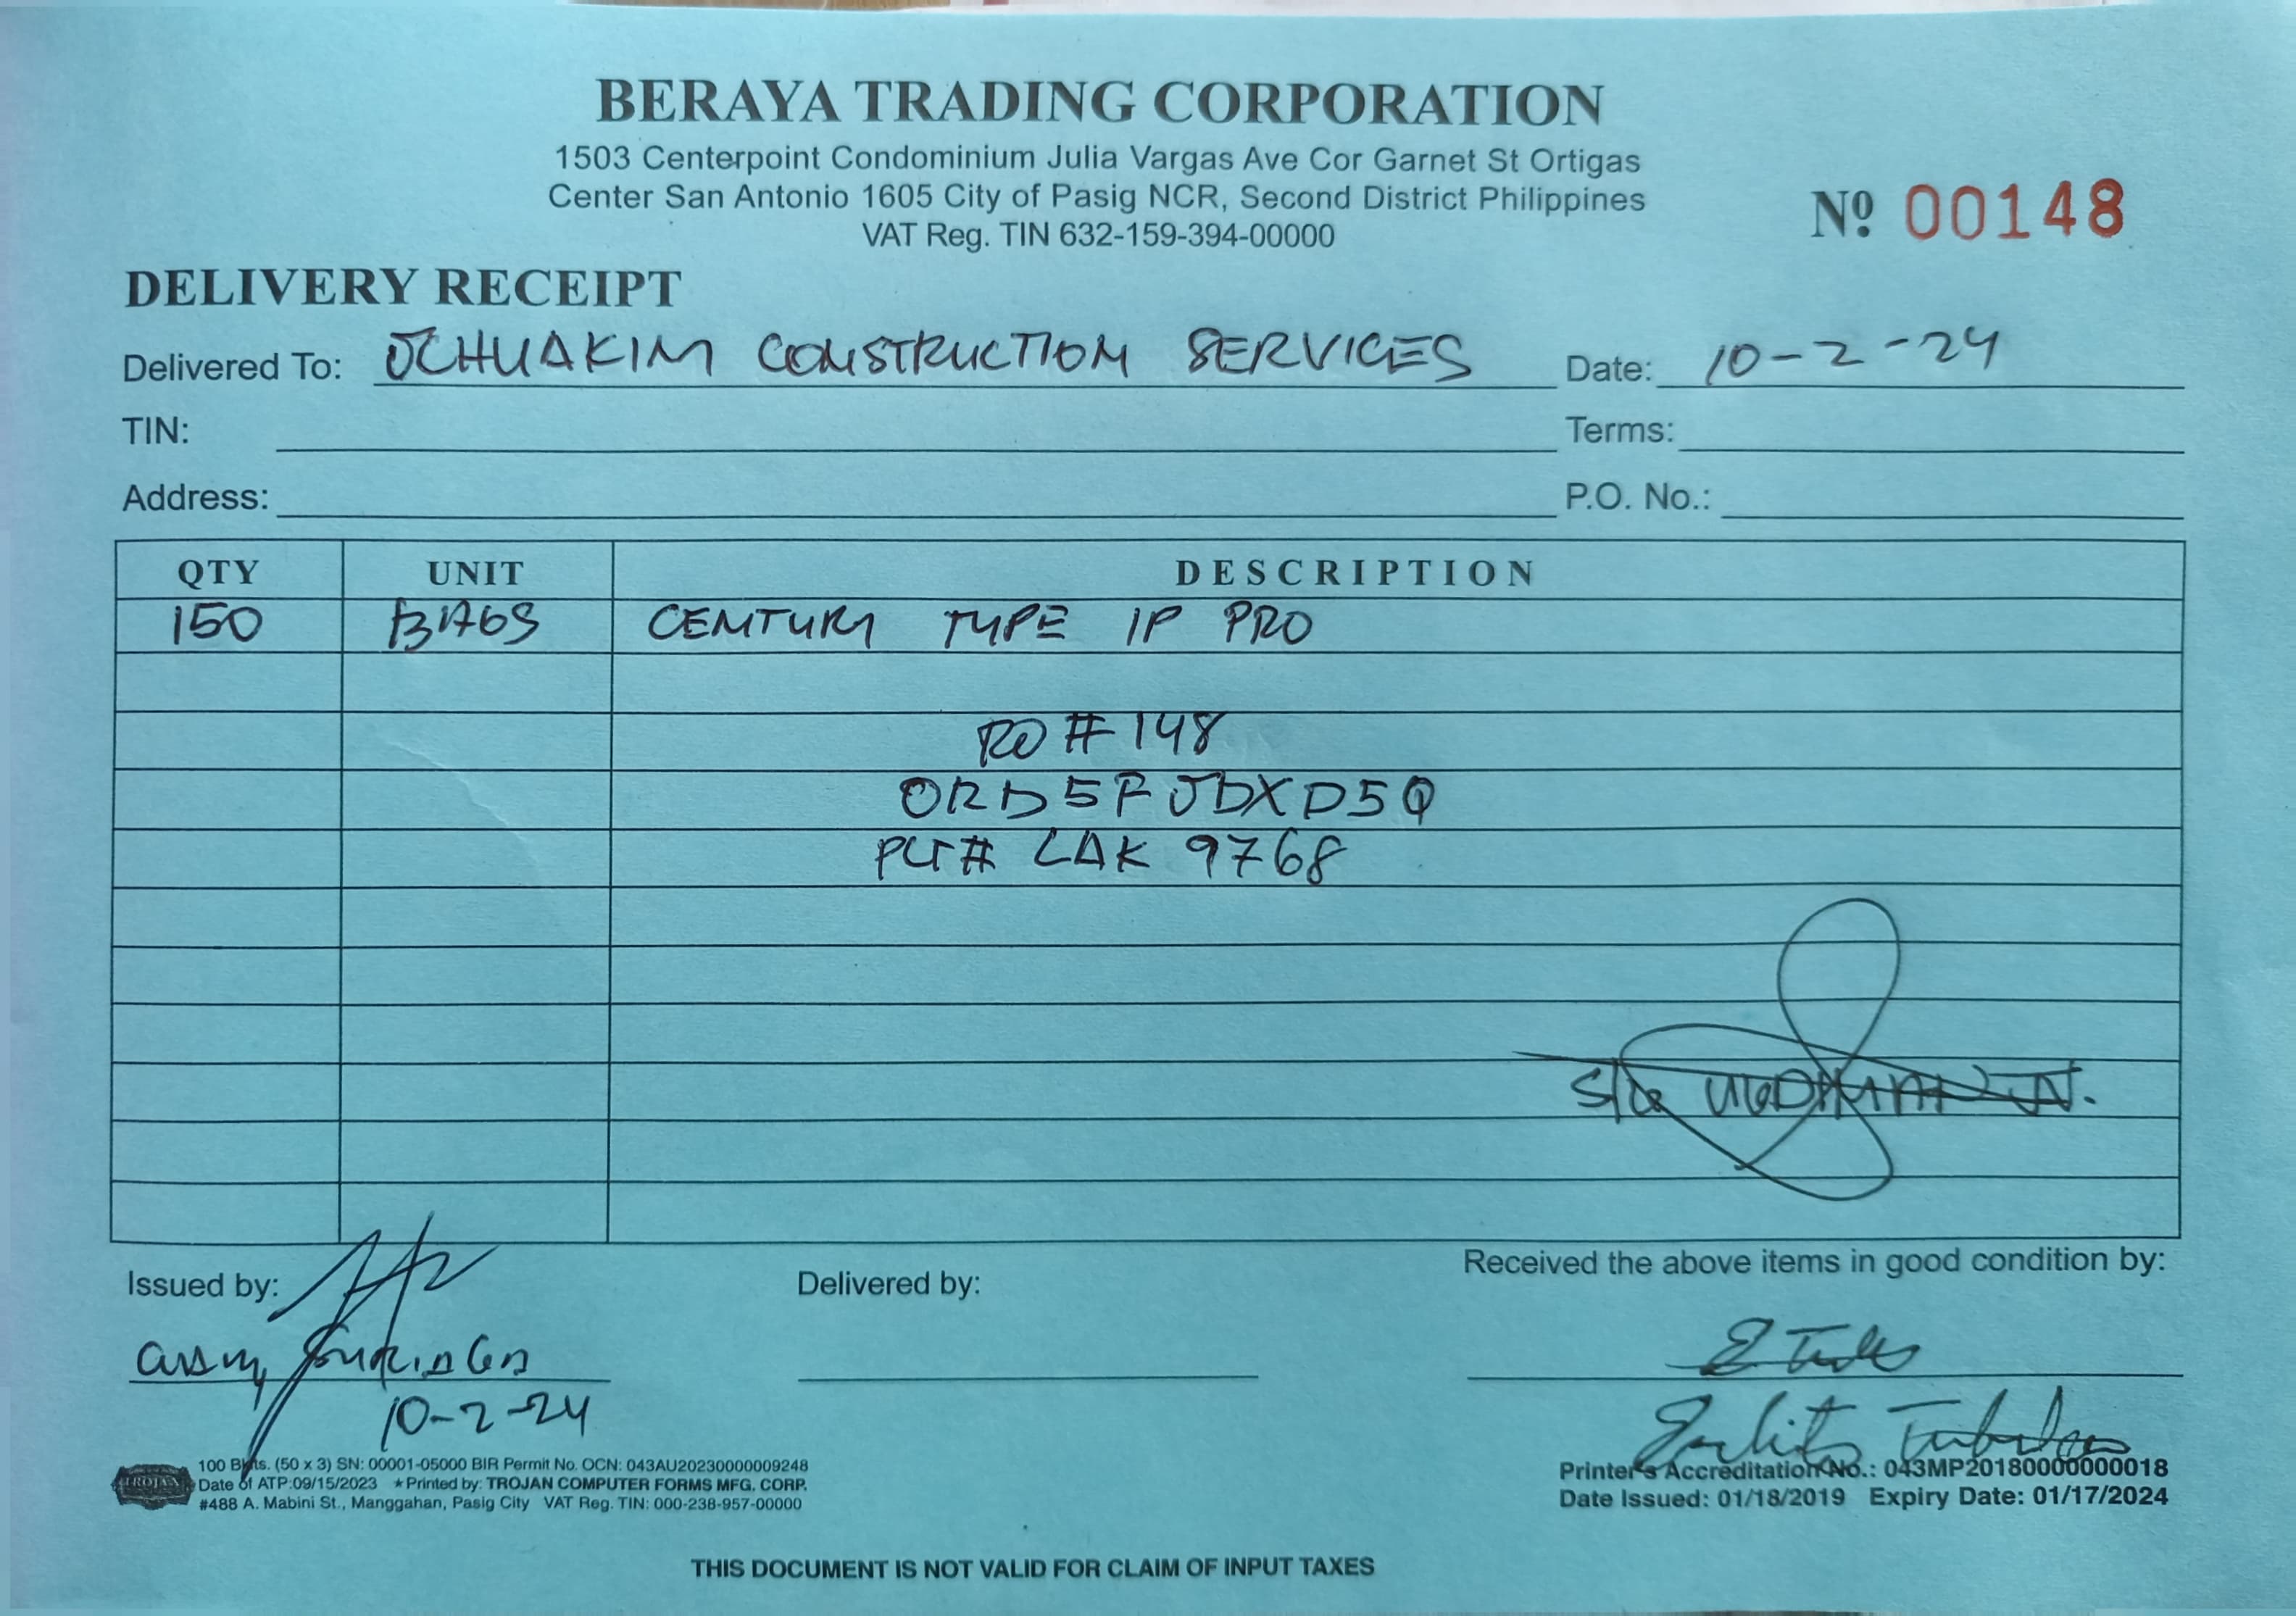 BERAYA TRADING CORPORATION
1503 Centerpoint Condominium Julia Vargas Ave Cor Garnet St Ortigas
Center San Antonio 1605 City of Pasig NCR, Second District Philippines
VAT Reg. TIN 632-159-394-00000
Nº 00148
DELIVERY RECEIPT
Delivered To: JCHUAKIM CONSTRUCTION SERVICES Date: 10-2-24
TIN: Terms:
Address: P.O. No.:
QTY UNIT DESCRIPTION
150 BAGS CENTURY TYPE 1P PRO
RO # 148
ORD5FJDXD5Q
PLT# LAK 9768
S/G
Issued by: Delivered by: Received the above items in good condition by:
10-2-24
TROJAN
100 Bkts. (50 x 3) SN: 00001-05000 BIR Permit No. OCN: 043AU20230000009248
Date of ATP:09/15/2023 ★Printed by: TROJAN COMPUTER FORMS MFG. CORP.
#488 A. Mabini St., Manggahan, Pasig City VAT Reg. TIN: 000-238-957-00000
Printer's Accreditation No.: 043MP20180000000018
Date Issued: 01/18/2019 Expiry Date: 01/17/2024
THIS DOCUMENT IS NOT VALID FOR CLAIM OF INPUT TAXES